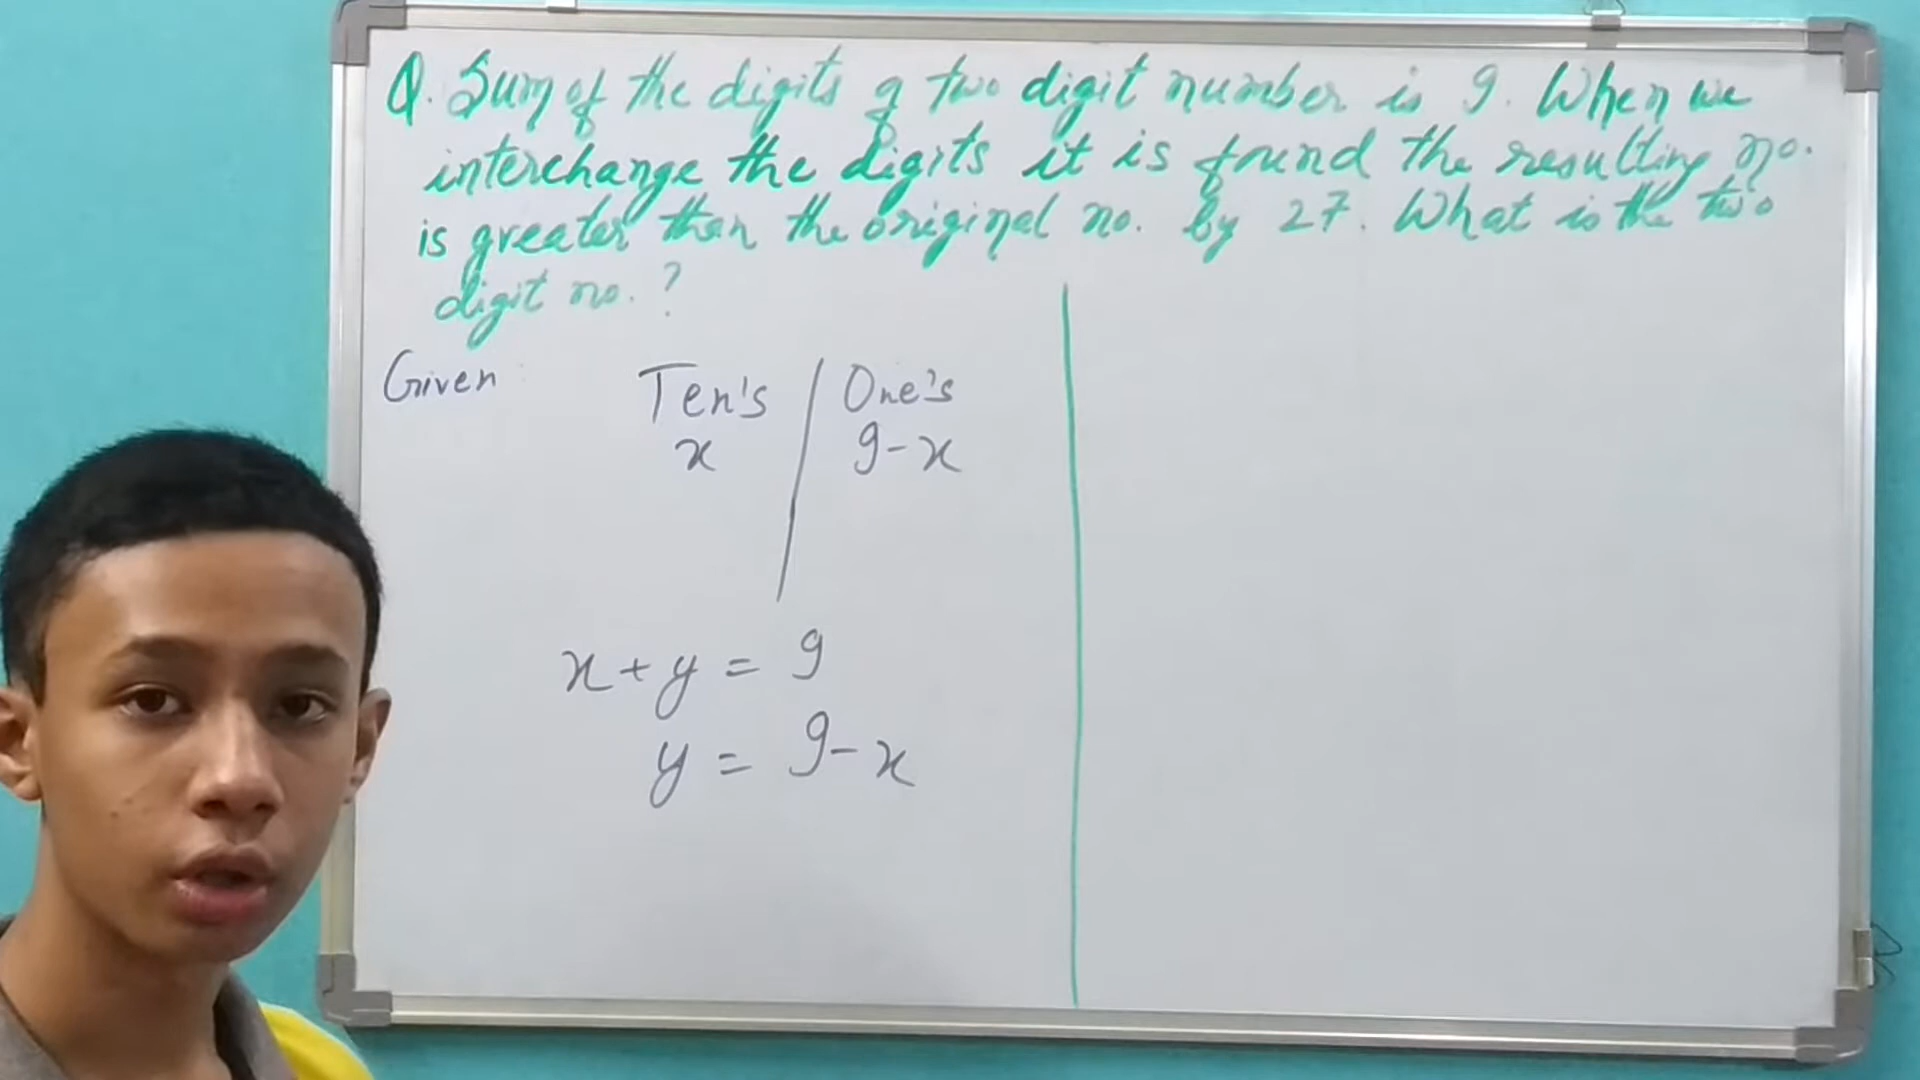 Q. Sum of the digits of two digit number is 9. When we
interchange the digits it is found the resulting no.
is greater than the original no. by 27. What is the two
digit no. ?
Given :
Ten's | One's
x | 9-x
x + y = 9
y = 9 - x